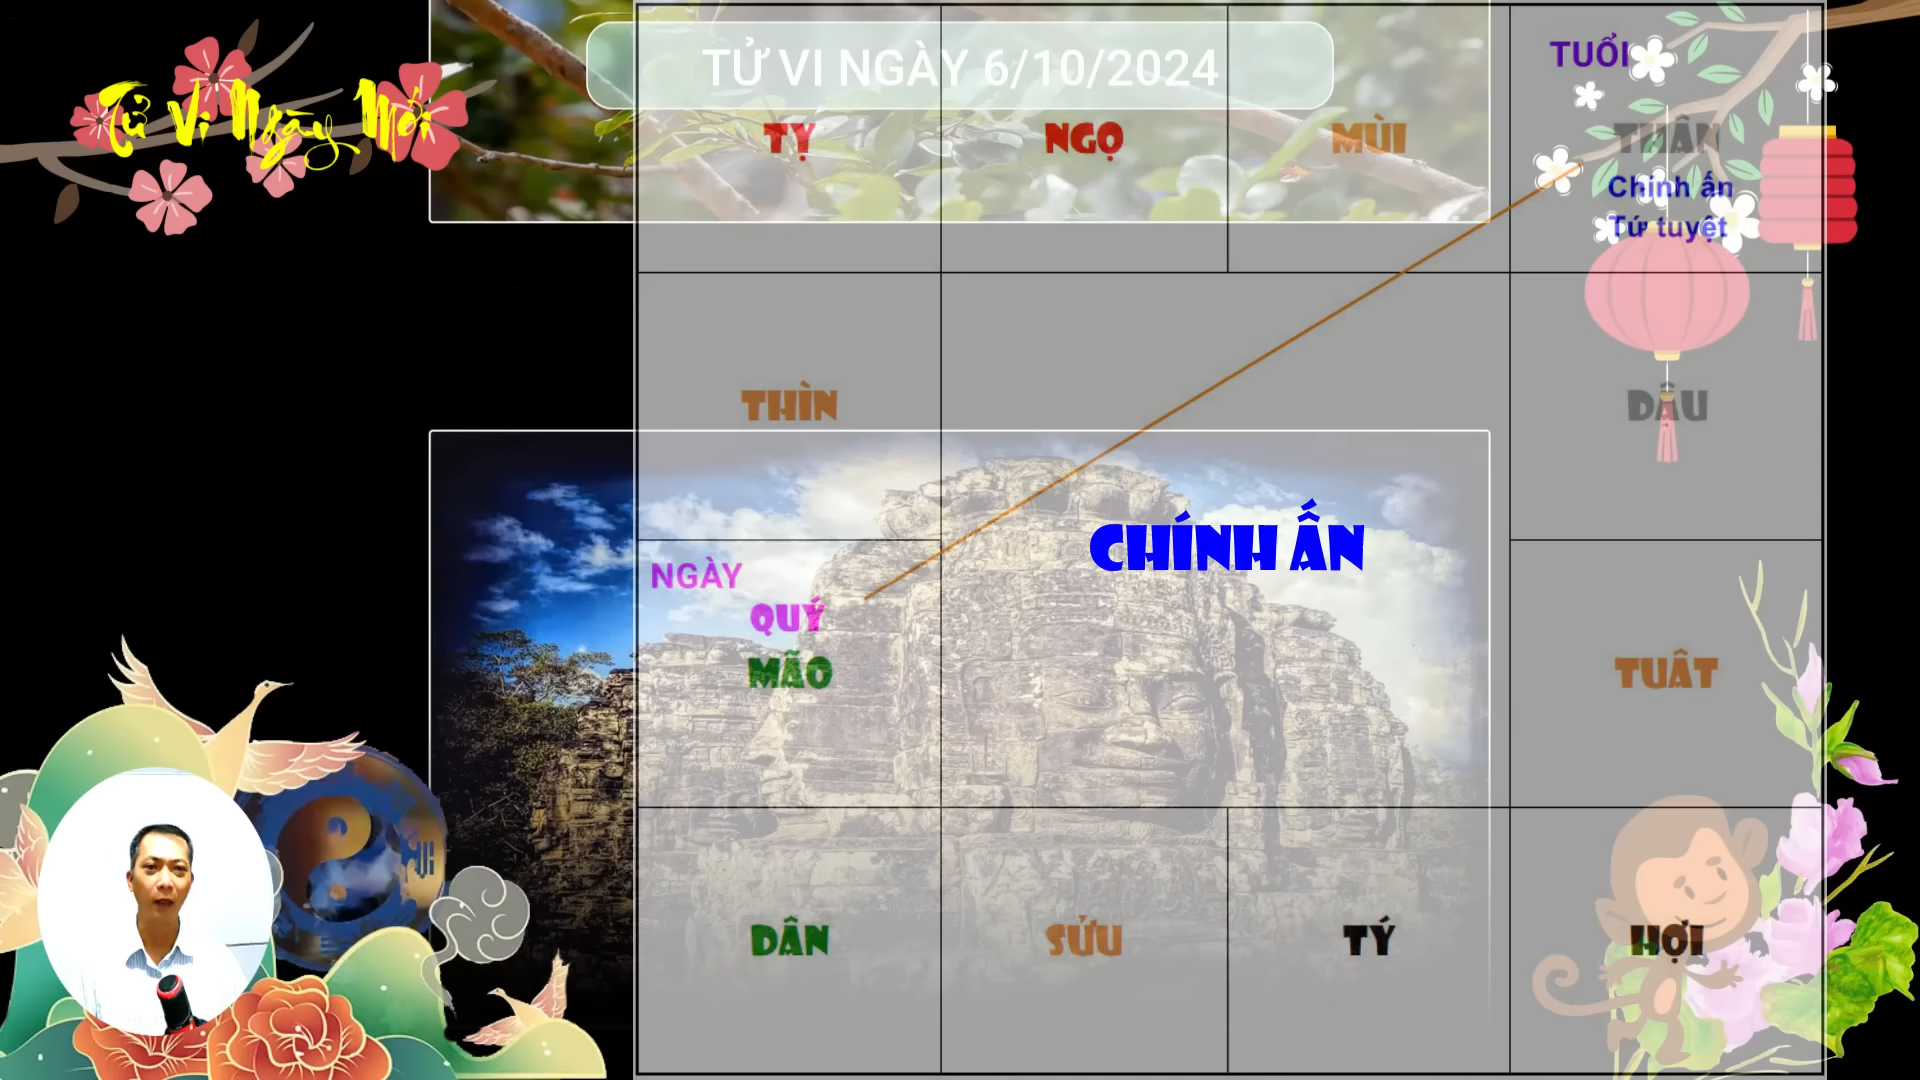 Tử Vi Ngày Mới
TỬ VI NGÀY 6/10/2024
TUỔI
TỴ
NGỌ
MÙI
THÂN
Chính ấn
Tứ tuyệt
THÌN
DẬU
CHÍNH ẤN
NGÀY
QUÝ
MÃO
TUẤT
DẦN
SỬU
TÝ
HỢI